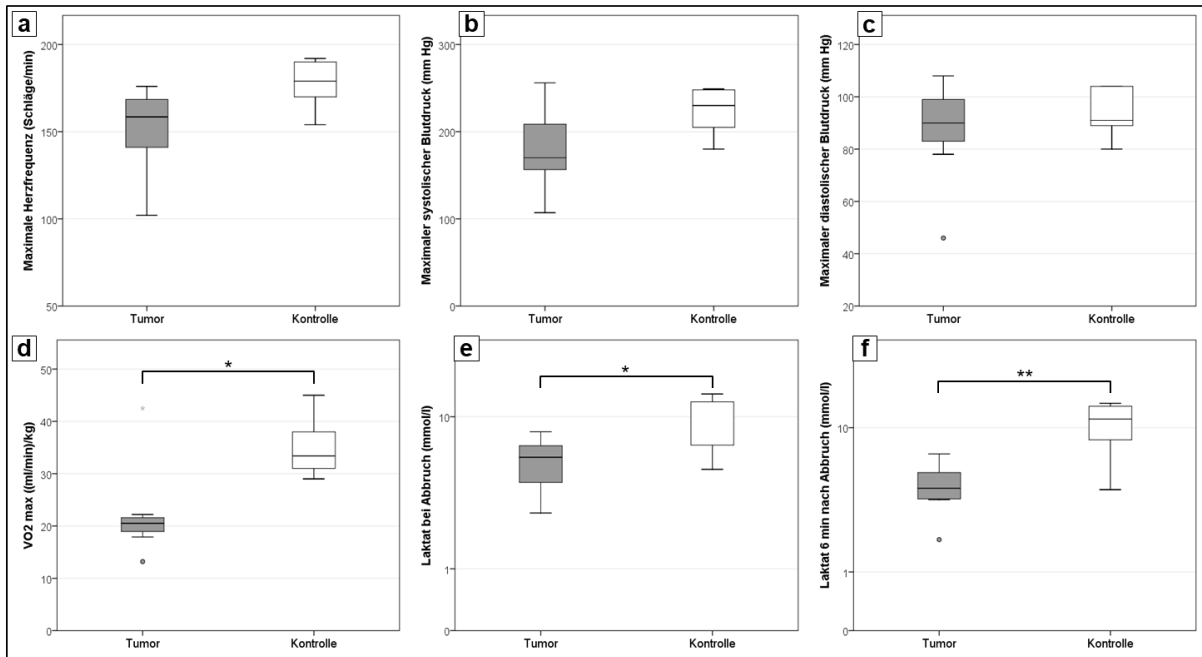 a
Maximale Herzfrequenz (Schläge/min)
200
150
100
50
Tumor Kontrolle
b
Maximaler systolischer Blutdruck (mm Hg)
300
200
100
0
Tumor Kontrolle
c
Maximaler diastolischer Blutdruck (mm Hg)
120
100
80
60
40
20
Tumor Kontrolle
d
VO2 max ((ml/min)/kg)
50
40
30
20
10
0
*
*
Tumor Kontrolle
e
Laktat bei Abbruch (mmol/l)
10
1
0
*
Tumor Kontrolle
f
Laktat 6 min nach Abbruch (mmol/l)
10
1
0
**
Tumor Kontrolle